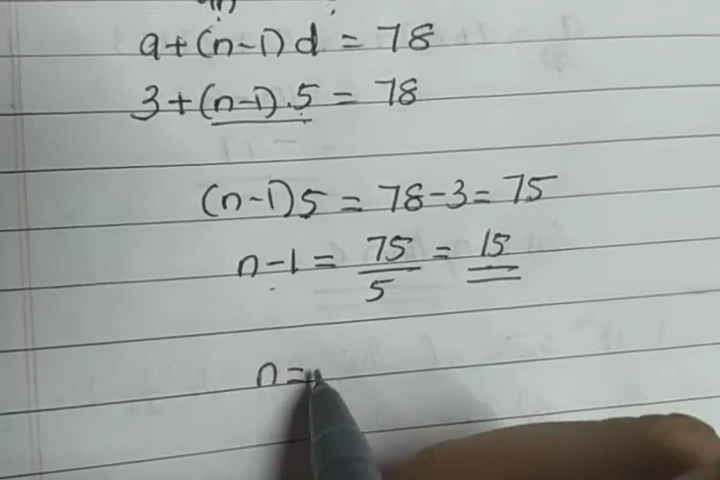 a+(n-1)d = 78
3+(n-1).5 = 78
(n-1)5 = 78-3 = 75
n-1 = 75/5 = 15
n =